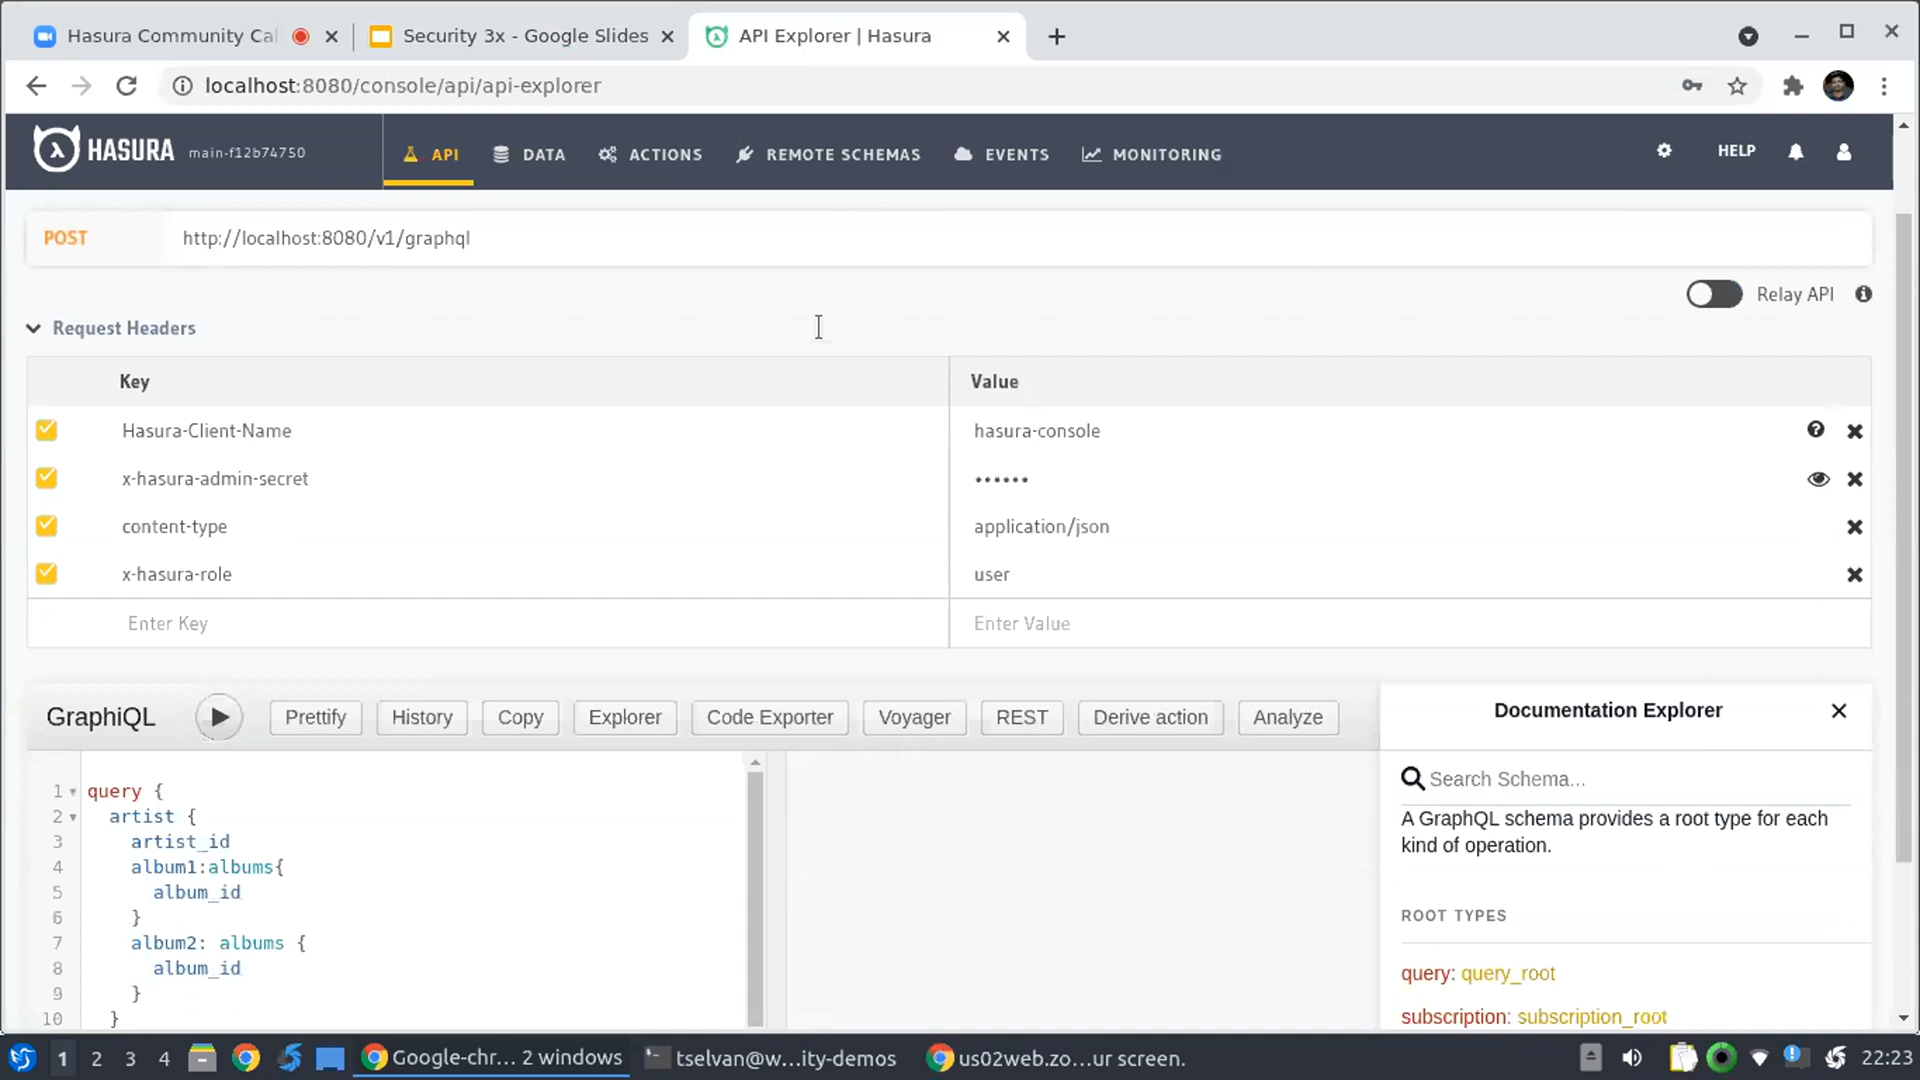 Hasura Community Cal
Security 3x - Google Slides
API Explorer | Hasura
localhost:8080/console/api/api-explorer
HASURA main-f12b74750
API
DATA
ACTIONS
REMOTE SCHEMAS
EVENTS
MONITORING
HELP
POST
http://localhost:8080/v1/graphql
Relay API
Request Headers
Key Value
Hasura-Client-Name hasura-console
x-hasura-admin-secret ••••••
content-type application/json
x-hasura-role user
Enter Key Enter Value
GraphiQL
Prettify
History
Copy
Explorer
Code Exporter
Voyager
REST
Derive action
Analyze
Documentation Explorer
Search Schema...
A GraphQL schema provides a root type for each
kind of operation.
ROOT TYPES
query: query_root
subscription: subscription_root
1 query {
2 artist {
3 artist_id
4 album1:albums{
5 album_id
6 }
7 album2: albums {
8 album_id
9 }
10 }
1 2 3 4
Google-chr... 2 windows
tselvan@w...ity-demos
us02web.zo...ur screen.
22:23